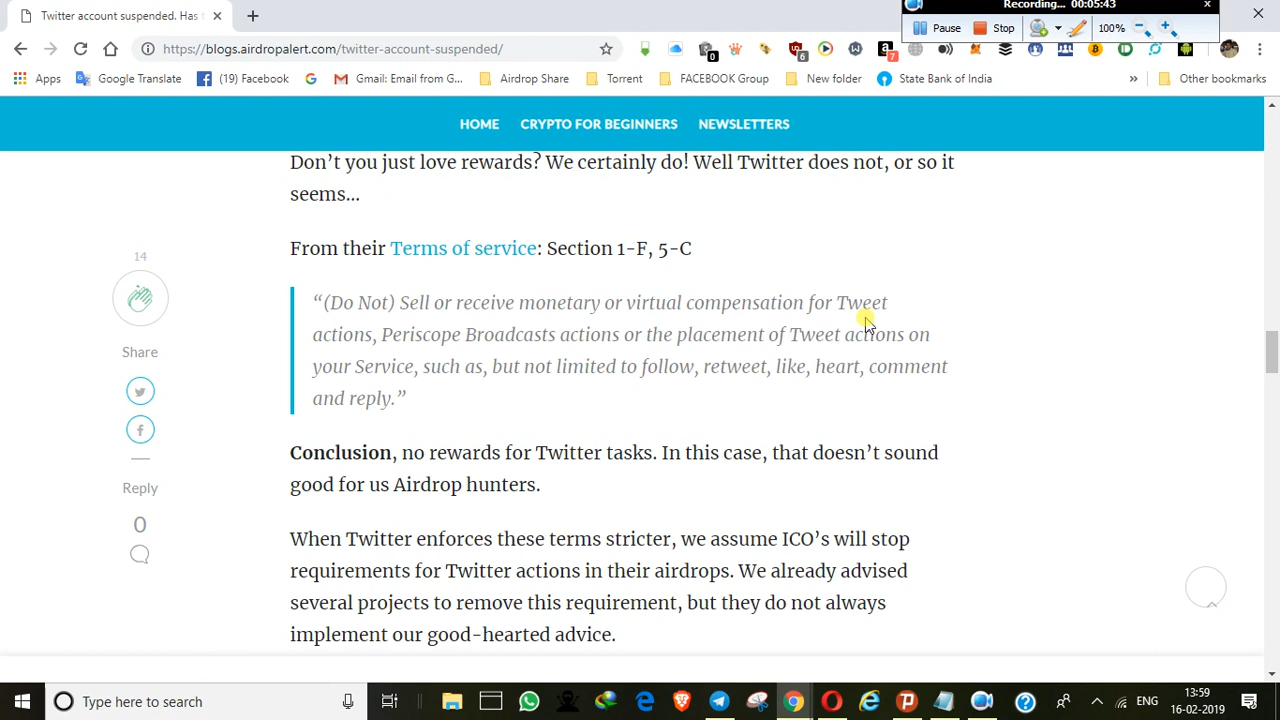 Recording... 00:05:43
Twitter account suspended. Has t
Pause
Stop
100%
https://blogs.airdropalert.com/twitter-account-suspended/
0
6
7
Apps
Google Translate
(19) Facebook
Gmail: Email from G...
Airdrop Share
Torrent
FACEBOOK Group
New folder
State Bank of India
»
Other bookmarks
HOME
CRYPTO FOR BEGINNERS
NEWSLETTERS
Don’t you just love rewards? We certainly do! Well Twitter does not, or so it
seems…
From their Terms of service: Section 1-F, 5-C
“(Do Not) Sell or receive monetary or virtual compensation for Tweet
actions, Periscope Broadcasts actions or the placement of Tweet actions on
your Service, such as, but not limited to follow, retweet, like, heart, comment
and reply.”
Conclusion, no rewards for Twitter tasks. In this case, that doesn’t sound
good for us Airdrop hunters.
When Twitter enforces these terms stricter, we assume ICO’s will stop
requirements for Twitter actions in their airdrops. We already advised
several projects to remove this requirement, but they do not always
implement our good-hearted advice.
14
Share
Reply
0
Type here to search
ENG
13:59
16-02-2019